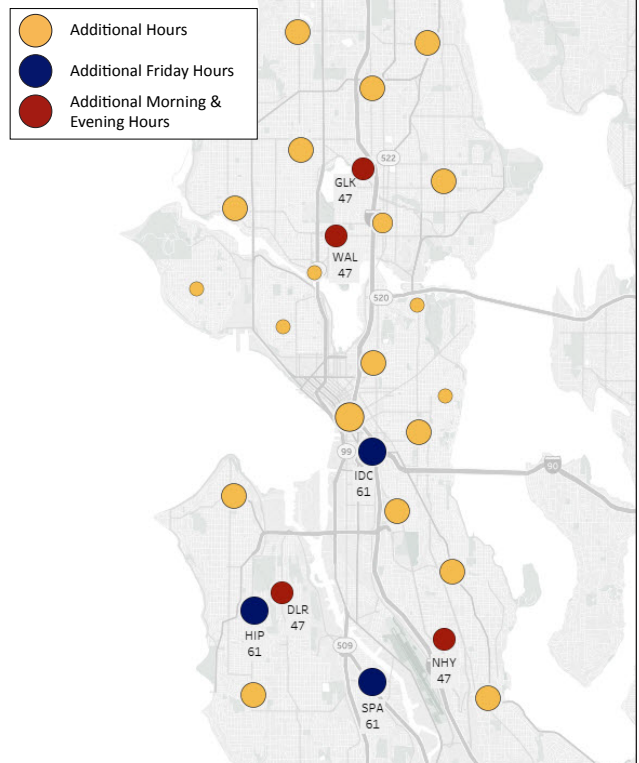 Additional Hours
Additional Friday Hours
Additional Morning &
Evening Hours
522
GLK
47
WAL
47
520
99
IDC
61
90
DLR
47
HIP
61
509
NHY
47
SPA
61